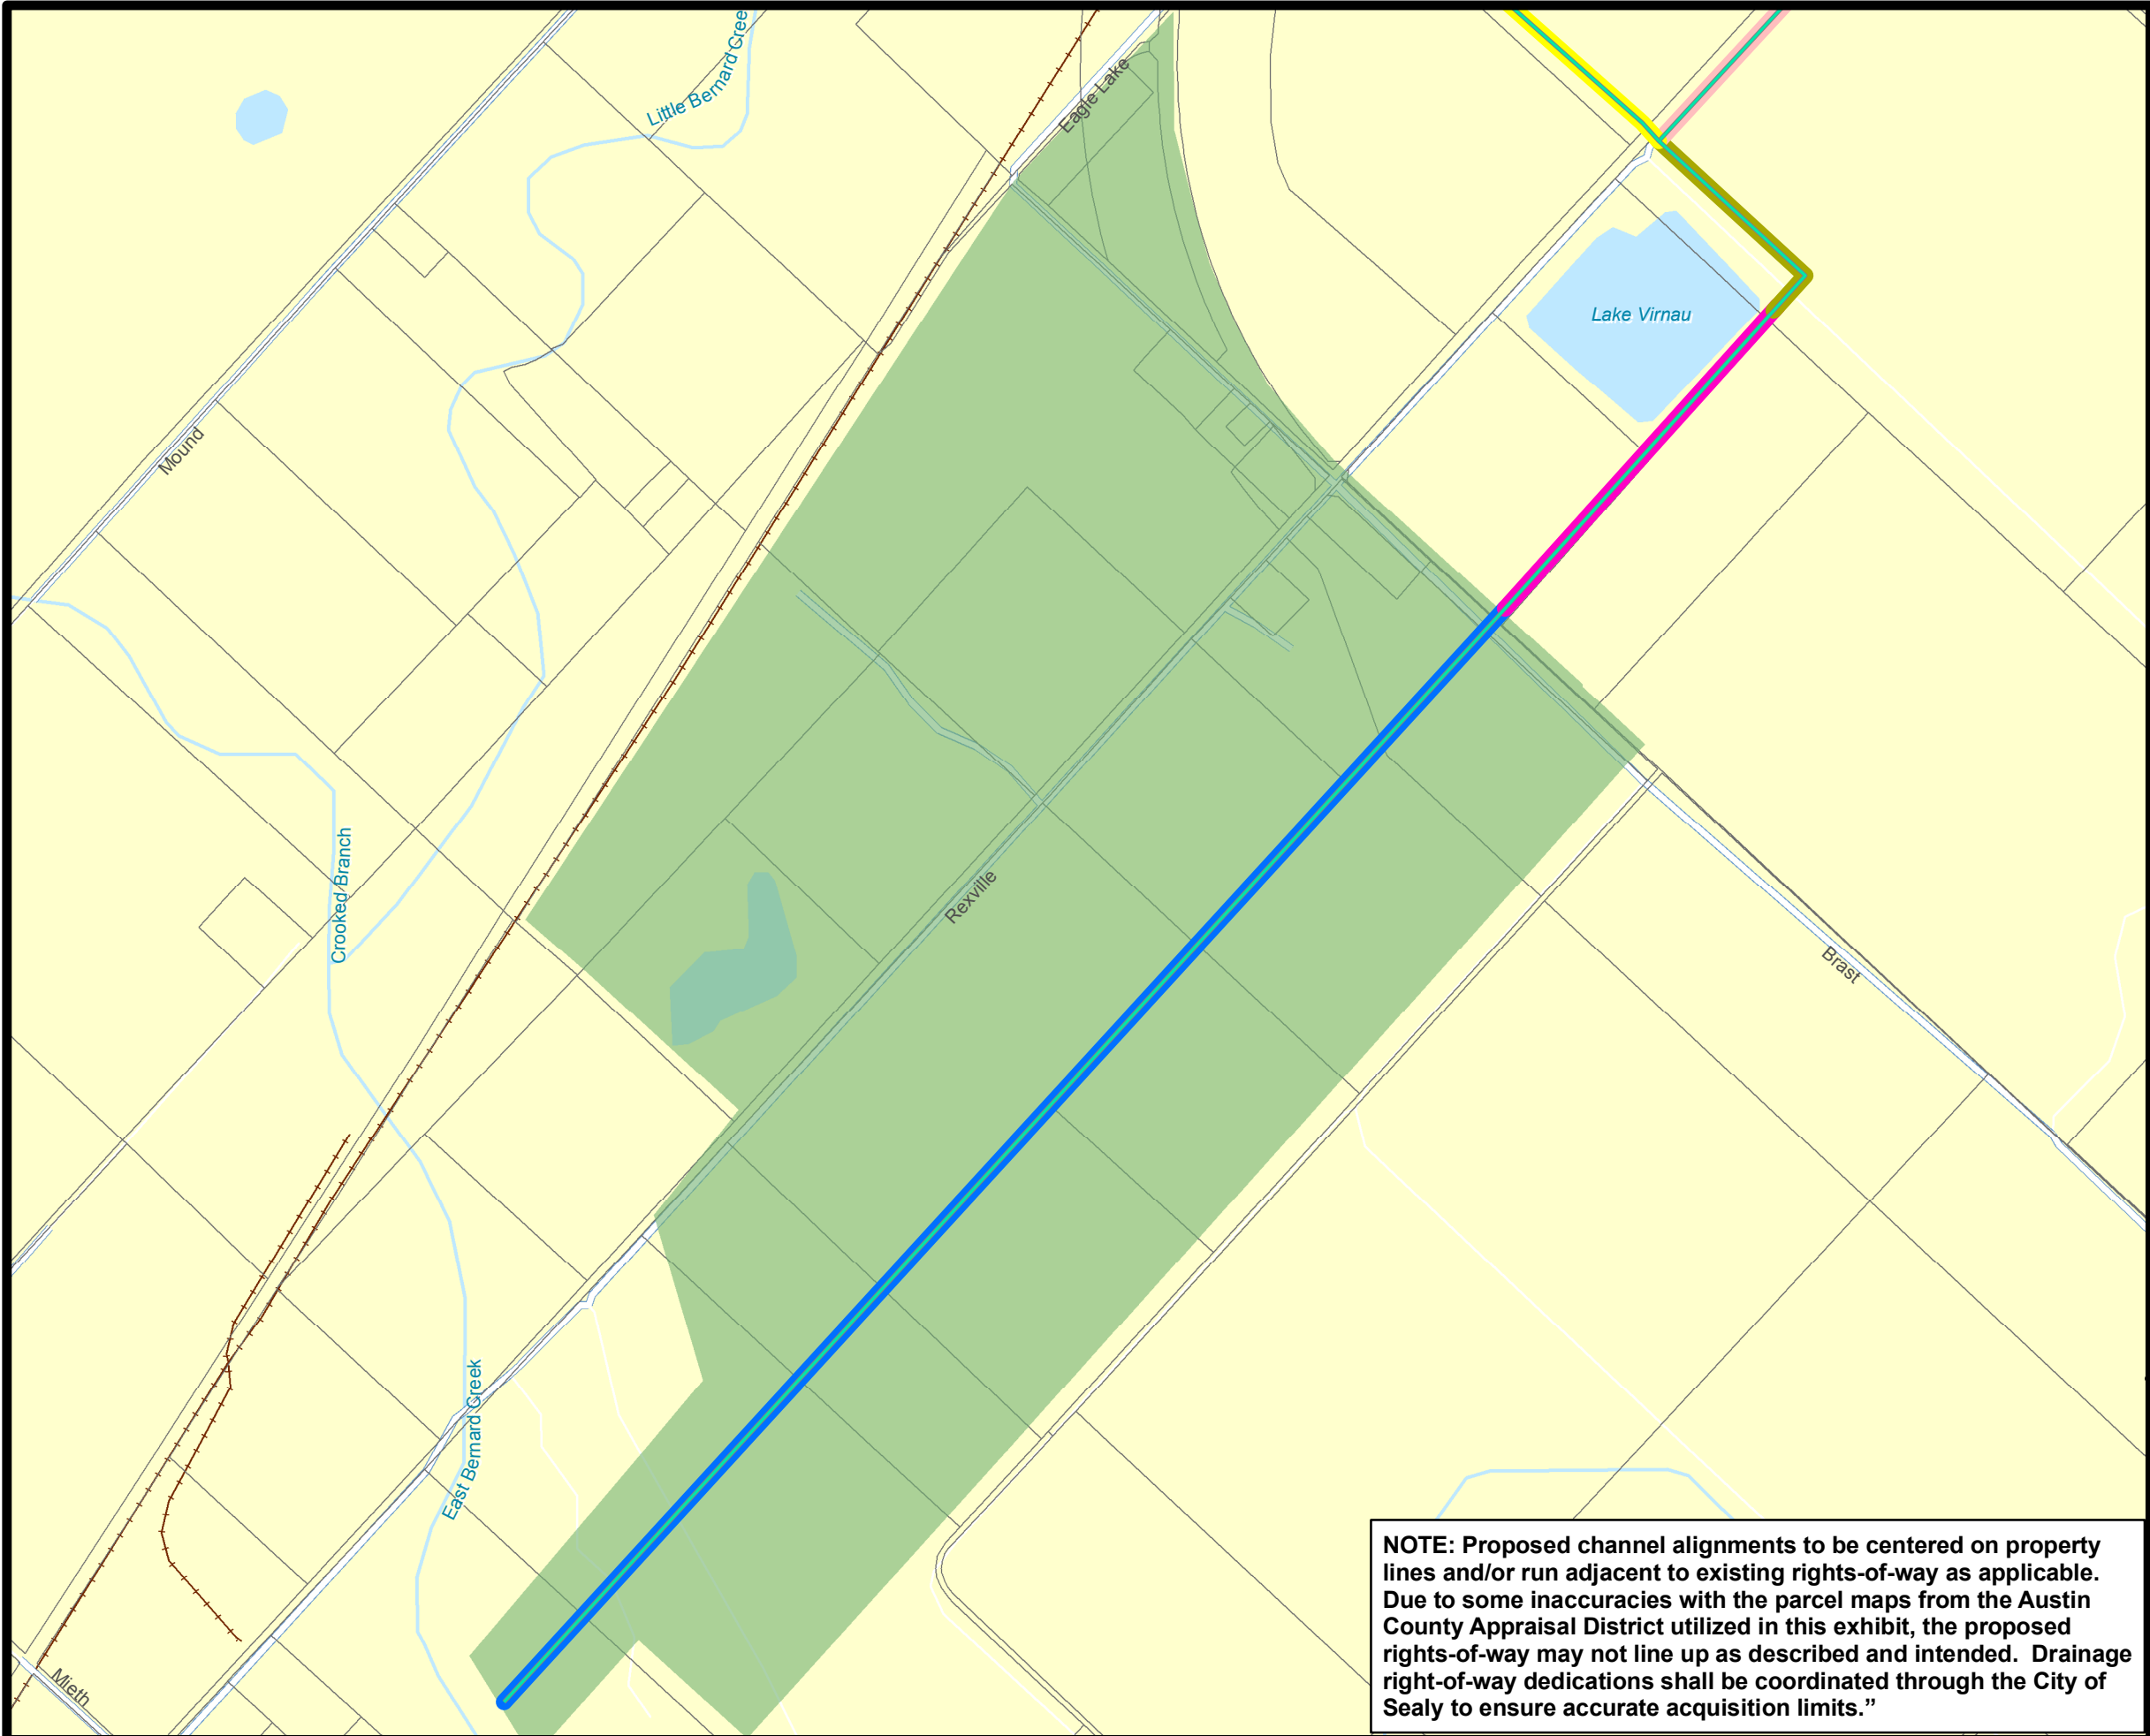 Little Bernard Cree
Eagle Lake
Lake Virnau
Mound
Crooked Branch
Rexville
Brast
East Bernard Creek
Mieth
NOTE: Proposed channel alignments to be centered on property
lines and/or run adjacent to existing rights-of-way as applicable.
Due to some inaccuracies with the parcel maps from the Austin
County Appraisal District utilized in this exhibit, the proposed
rights-of-way may not line up as described and intended.  Drainage
right-of-way dedications shall be coordinated through the City of
Sealy to ensure accurate acquisition limits.”